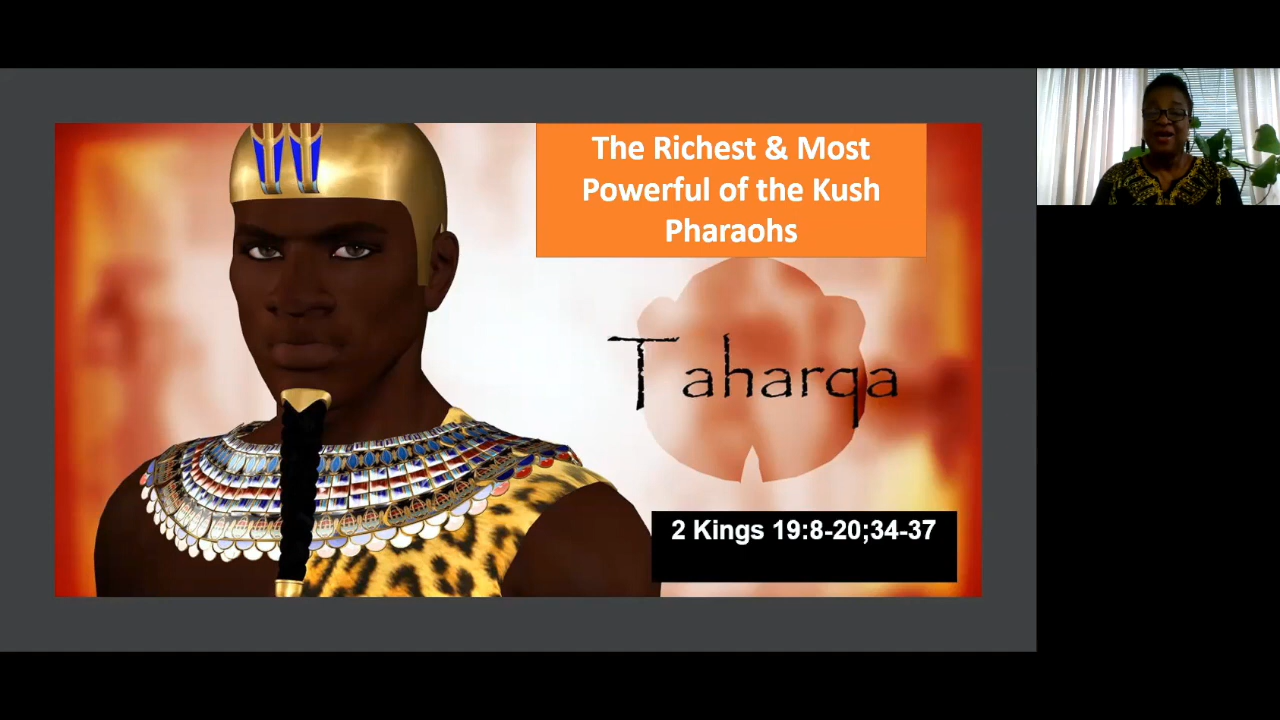 The Richest & Most
Powerful of the Kush
Pharaohs
Taharqa
2 Kings 19:8-20;34-37